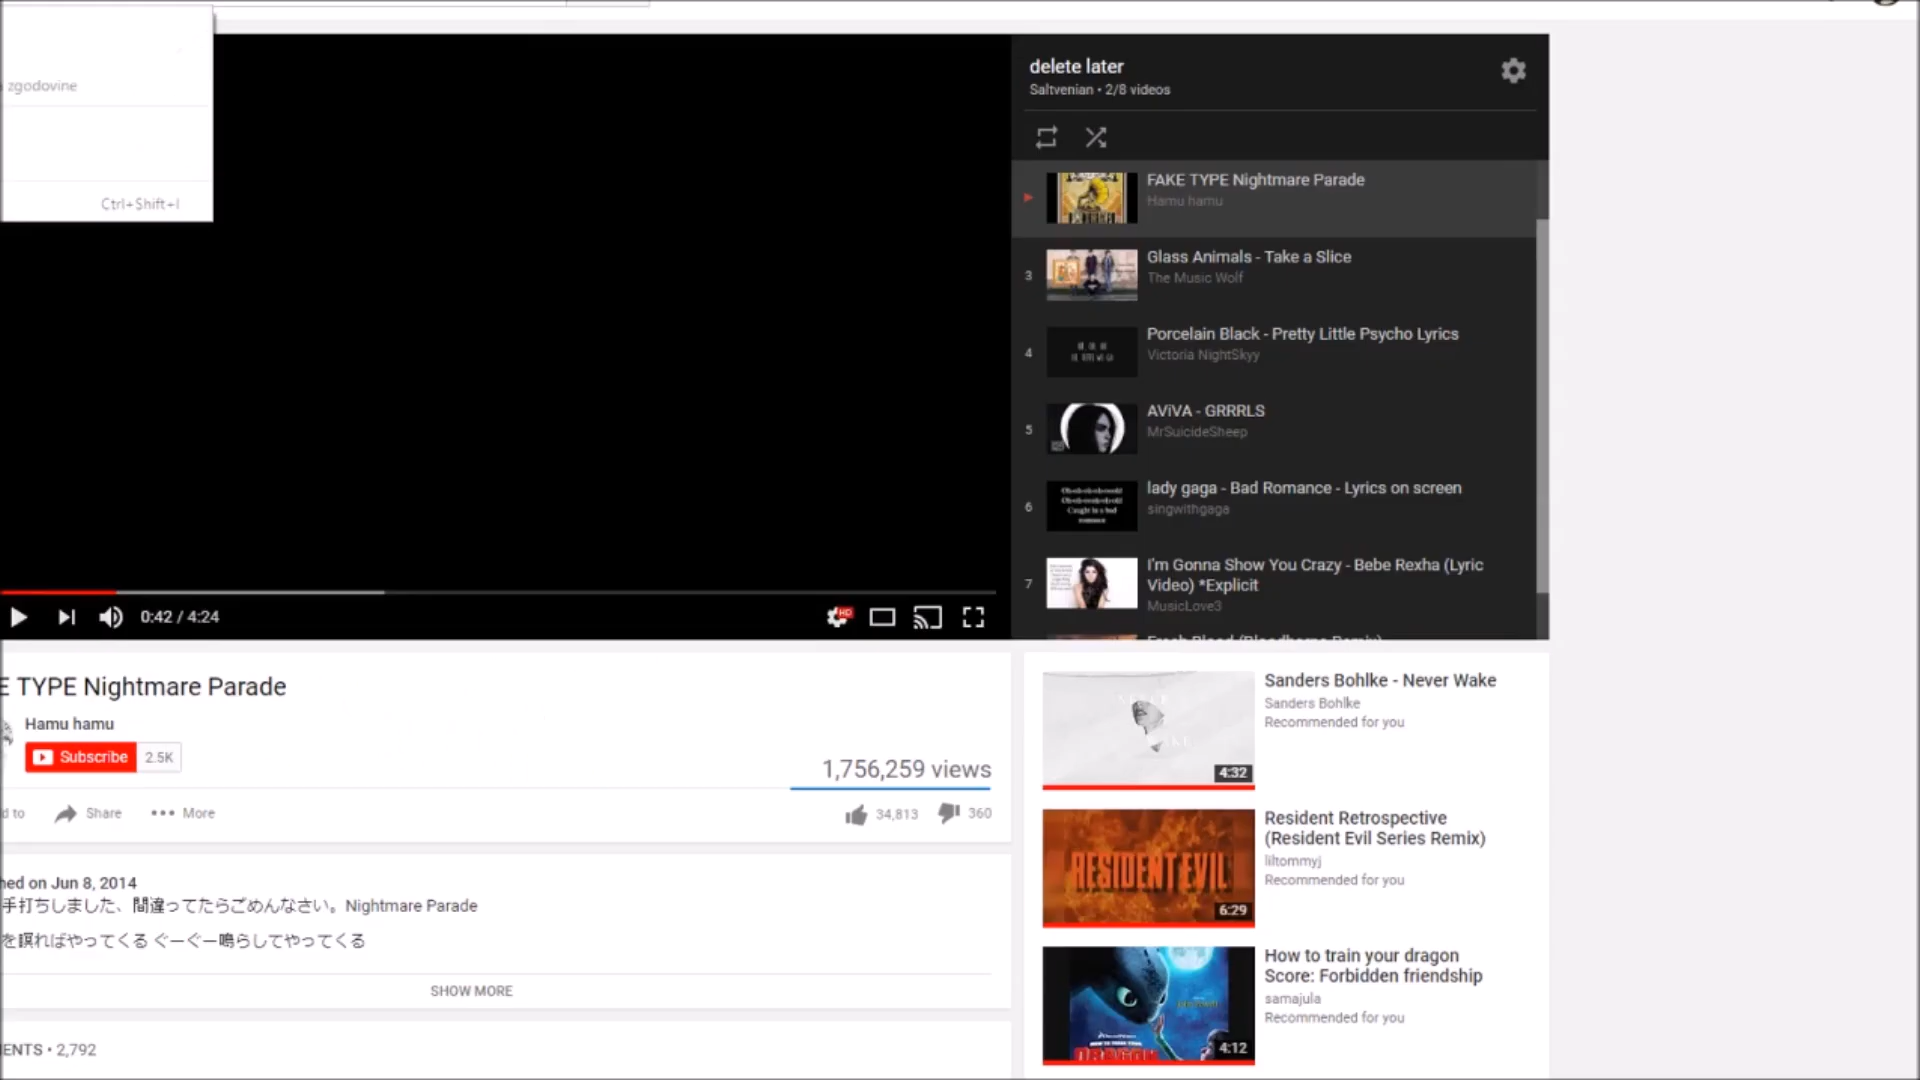 zgodovine
Ctrl+Shift+I
delete later
Saltvenian • 2/8 videos
FAKE TYPE Nightmare Parade
Hamu hamu
3
Glass Animals - Take a Slice
The Music Wolf
4
Porcelain Black - Pretty Little Psycho Lyrics
Victoria NightSkyy
5
AViVA - GRRRLS
MrSuicideSheep
6
lady gaga - Bad Romance - Lyrics on screen
singwithgaga
7
I'm Gonna Show You Crazy - Bebe Rexha (Lyric
Video) *Explicit
MusicLove3
Fresh Blood (Bloodborne Remix)
0:42 / 4:24
HD
E TYPE Nightmare Parade
Hamu hamu
Subscribe 2.5K
1,756,259 views
d to Share More
34,813 360
hed on Jun 8, 2014
手打ちしました、間違ってたらごめんなさい。Nightmare Parade
を瞑ればやってくる ぐーぐー鳴らしてやってくる
SHOW MORE
ENTS • 2,792
Sanders Bohlke - Never Wake
Sanders Bohlke
Recommended for you
4:32
Resident Retrospective
(Resident Evil Series Remix)
liltommyj
Recommended for you
RESIDENT EVIL
6:29
How to train your dragon
Score: Forbidden friendship
samajula
Recommended for you
DRAGON
4:12